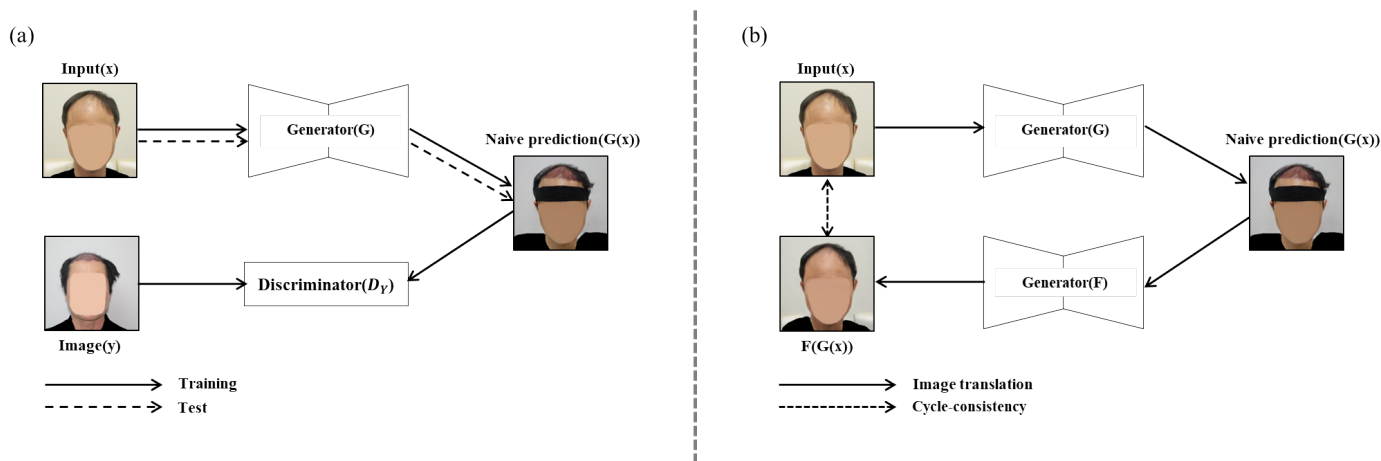 (a)
Input(x)
Generator(G)
Naive prediction(G(x))
Discriminator(D_Y)
Image(y)
Training
Test
(b)
Input(x)
Generator(G)
Naive prediction(G(x))
Generator(F)
F(G(x))
Image translation
Cycle-consistency